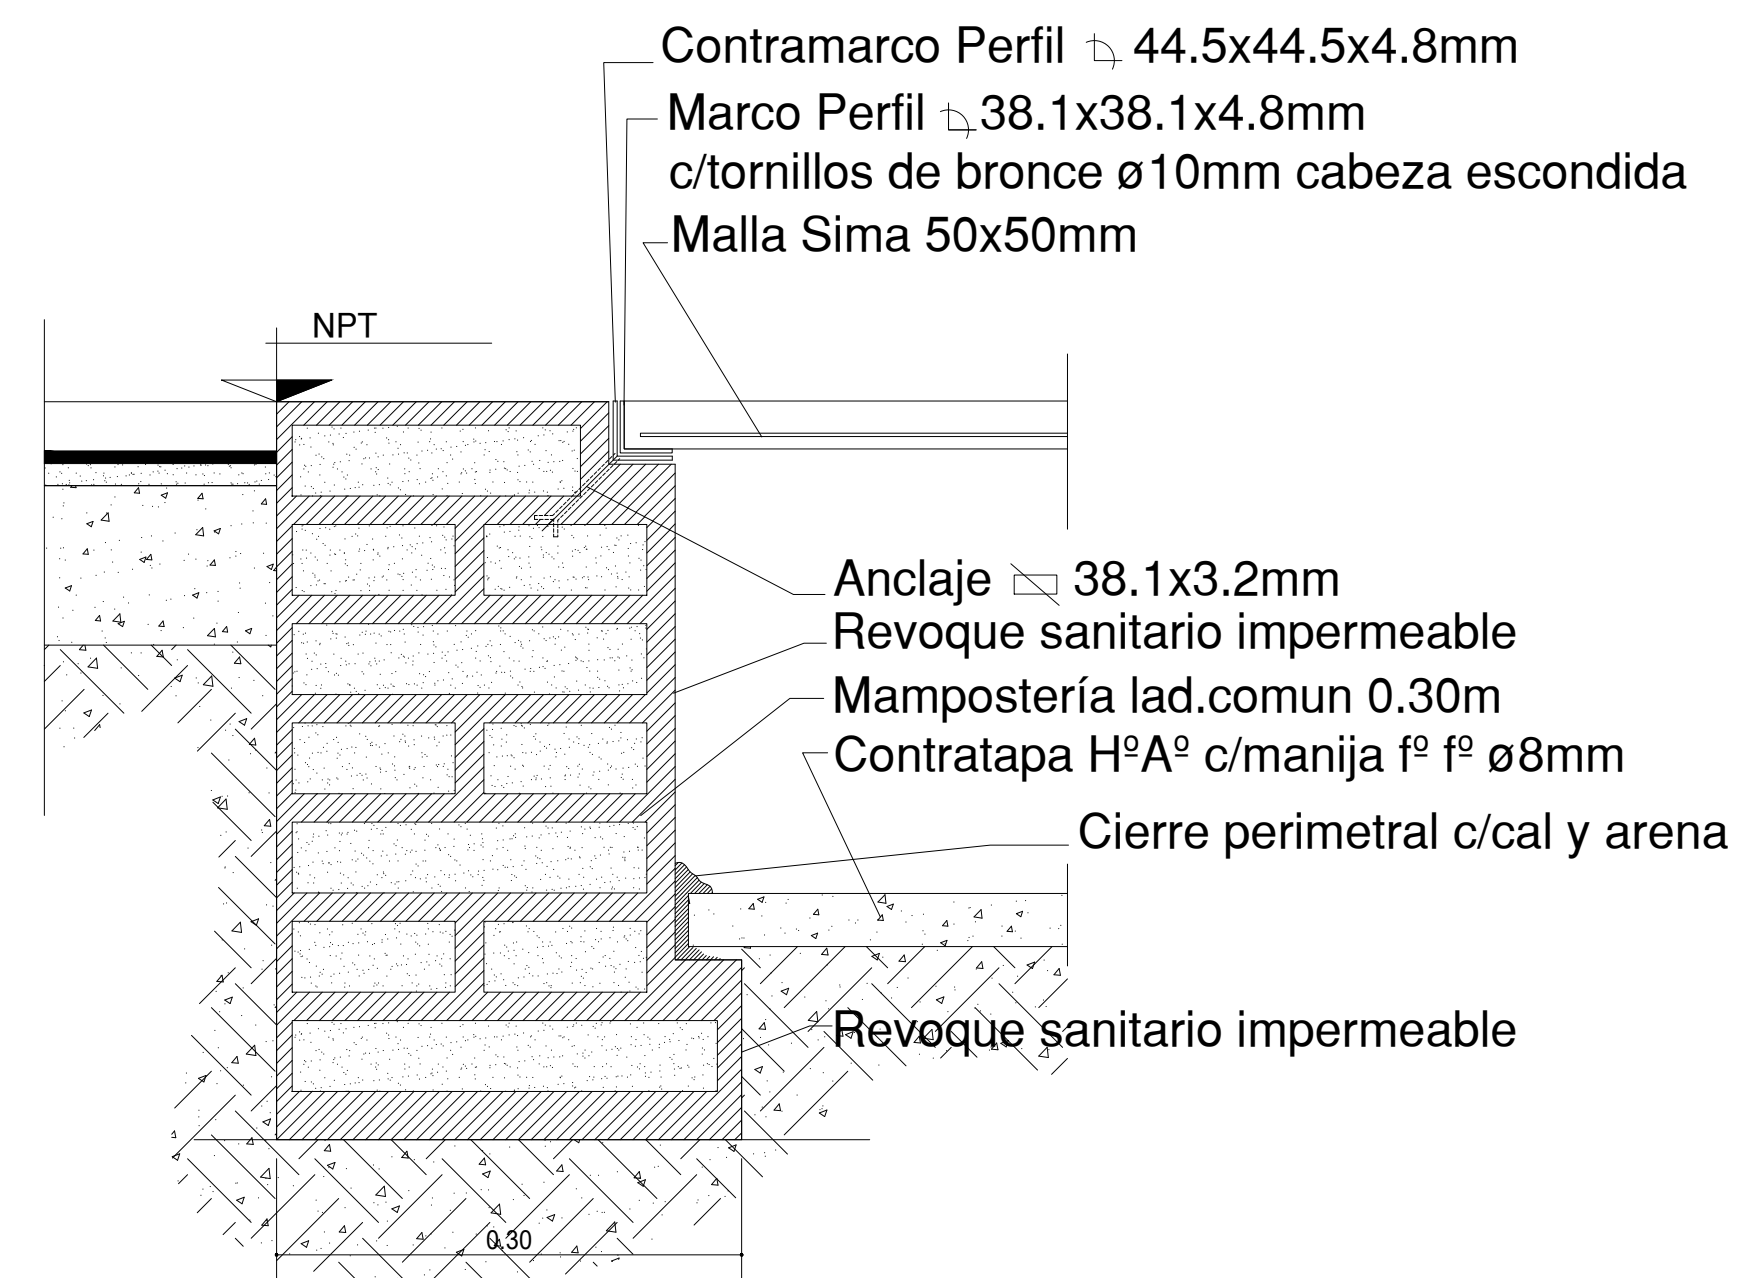 Contramarco Perfil 44.5x44.5x4.8mm
Marco Perfil 38.1x38.1x4.8mm
c/tornillos de bronce ø10mm cabeza escondida
Malla Sima 50x50mm
NPT
Anclaje 38.1x3.2mm
Revoque sanitario impermeable
Mampostería lad.comun 0.30m
Contratapa HºAº c/manija fº fº ø8mm
Cierre perimetral c/cal y arena
Revoque sanitario impermeable
0.30